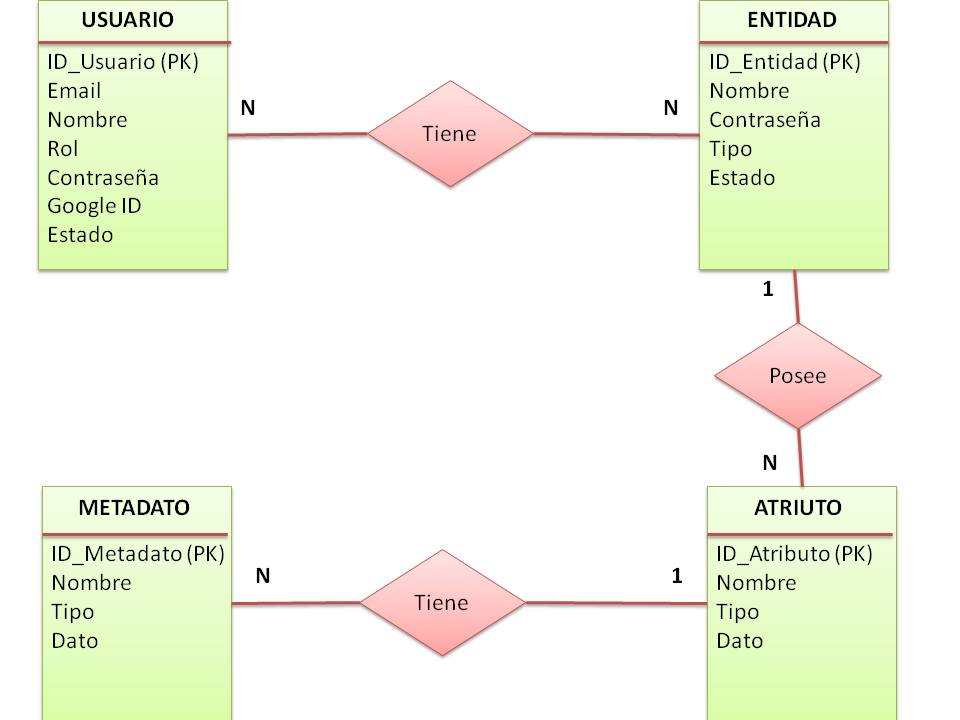 USUARIO
ID_Usuario (PK)
Email
Nombre
Rol
Contraseña
Google ID
Estado
N
Tiene
N
ENTIDAD
ID_Entidad (PK)
Nombre
Contraseña
Tipo
Estado
1
Posee
N
METADATO
ID_Metadato (PK)
Nombre
Tipo
Dato
N
Tiene
1
ATRIUTO
ID_Atributo (PK)
Nombre
Tipo
Dato